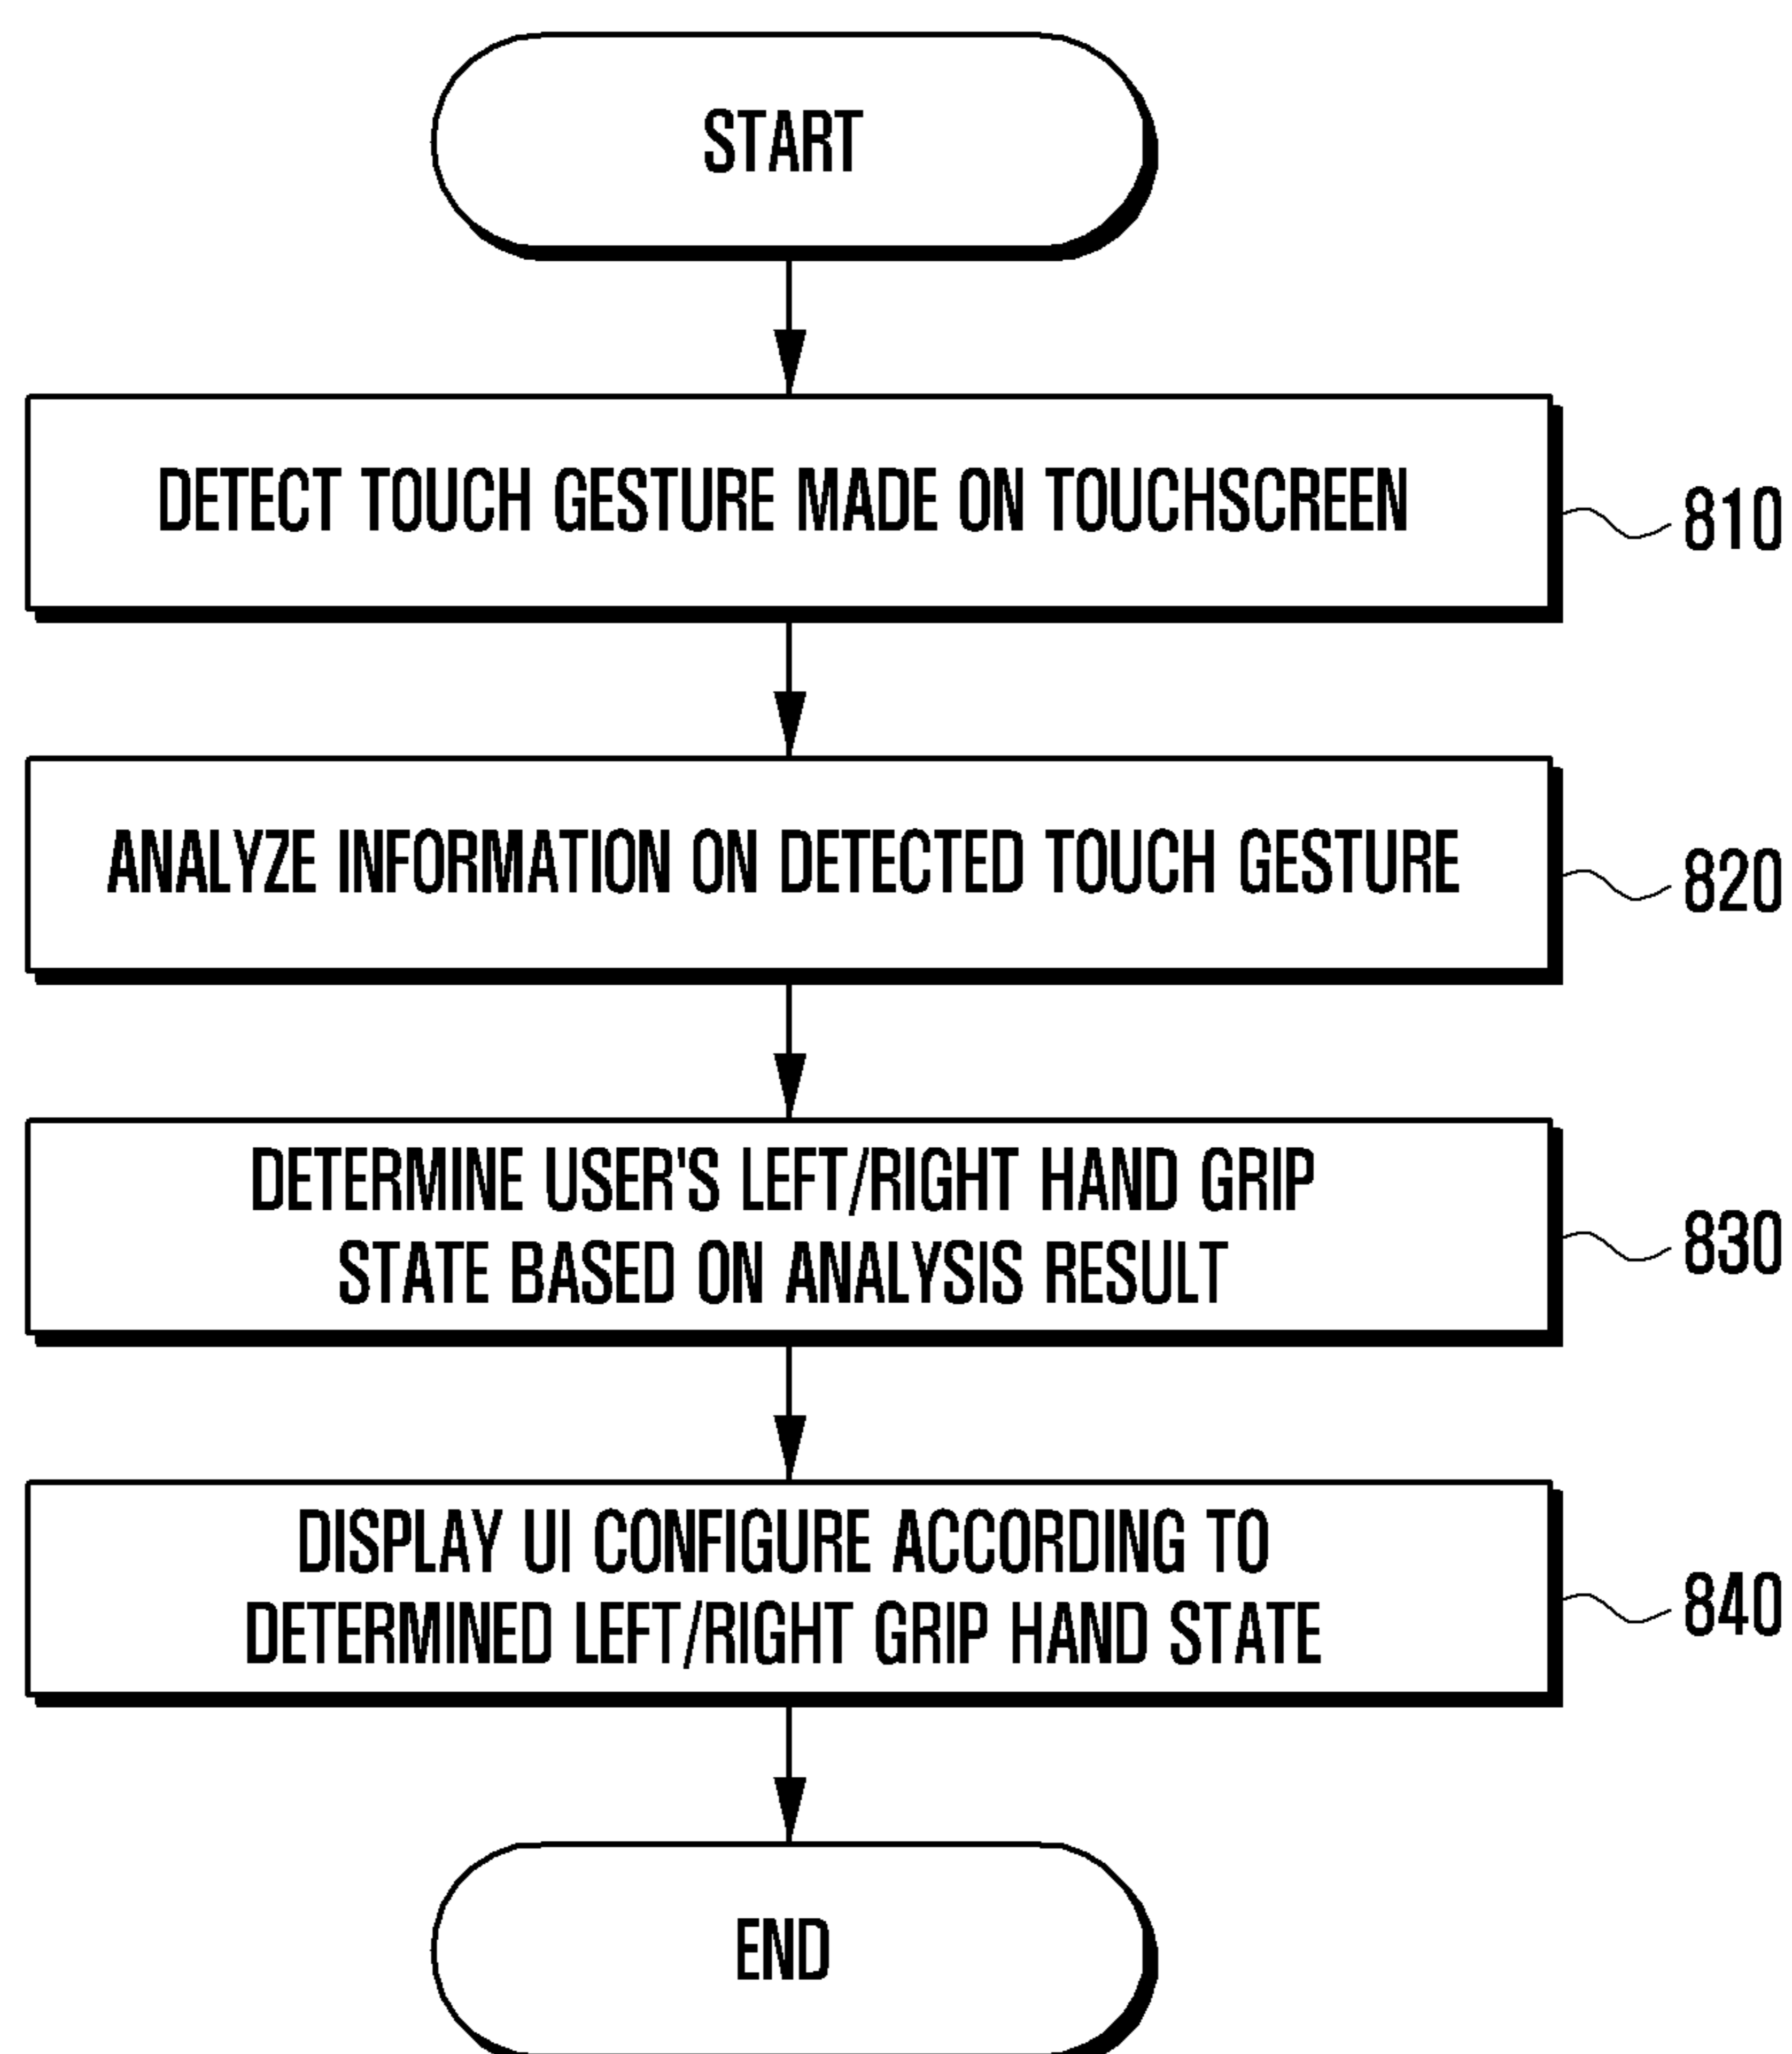 START
DETECT TOUCH GESTURE MADE ON TOUCHSCREEN
810
ANALYZE INFORMATION ON DETECTED TOUCH GESTURE
820
DETERMINE USER'S LEFT/RIGHT HAND GRIP
STATE BASED ON ANALYSIS RESULT
830
DISPLAY UI CONFIGURE ACCORDING TO
DETERMINED LEFT/RIGHT GRIP HAND STATE
840
END